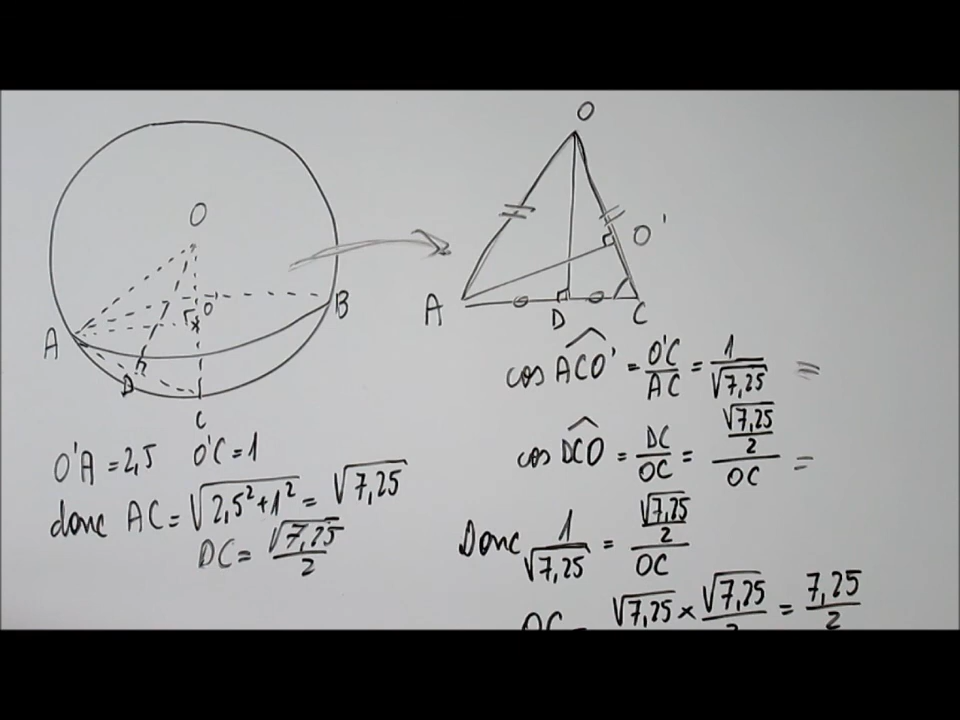 O
O'
A
B
D
C
O
O'
A
D
C
O'A = 2,5 O'C = 1
donc AC = √(2,5² + 1²) = √7,25
DC = √7,25 / 2
cos ACO' = O'C / AC = 1 / √7,25 =
cos DCO = DC / OC = (√7,25 / 2) / OC =
Donc 1 / √7,25 = (√7,25 / 2) / OC
OC = √7,25 × √7,25 / 2 = 7,25 / 2